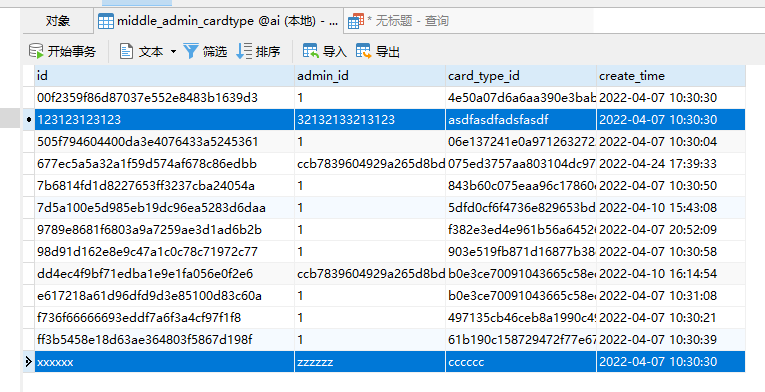 对象 middle_admin_cardtype @ai (本地) - ... * 无标题 - 查询
开始事务 文本 筛选 排序 导入 导出
id admin_id card_type_id create_time
00f2359f86d87037e552e8483b1639d3 1 4e50a07d6a6aa390e3bab 2022-04-07 10:30:30
123123123123 32132133213123 asdfasdfadsfasdf 2022-04-07 10:30:30
505f794604400da3e4076433a5245361 1 06e137241e0a971263272 2022-04-07 10:30:04
677ec5a5a32a1f59d574af678c86edbb ccb7839604929a265d8bd 075ed3757aa803104dc97 2022-04-24 17:39:33
7b6814fd1d8227653ff3237cba24054a 1 843b60c075eaa96c17860c 2022-04-07 10:30:50
7d5a100e5d985eb19dc96ea5283d6daa 1 5dfd0cf6f4736e829653bd 2022-04-10 15:43:08
9789e8681f6803a9a7259ae3d1ad6b2b 1 f382e3ed4e961b56a6452 2022-04-07 20:52:09
98d91d162e8e9c47a1c0c78c71972c77 1 903e519fb871d16877b38 2022-04-07 10:30:58
dd4ec4f9bf71edba1e9e1fa056e0f2e6 ccb7839604929a265d8bd b0e3ce70091043665c58e 2022-04-10 16:14:54
e617218a61d96dfd9d3e85100d83c60a 1 b0e3ce70091043665c58e 2022-04-07 10:31:08
f736f66666693eddf7a6f3a4cf97f1f8 1 497135cb46ceb8a1990c49 2022-04-07 10:30:21
ff3b5458e18d63ae364803f5867d198f 1 61b190c158729472f77e67 2022-04-07 10:30:39
xxxxxx zzzzzz cccccc 2022-04-07 10:30:30